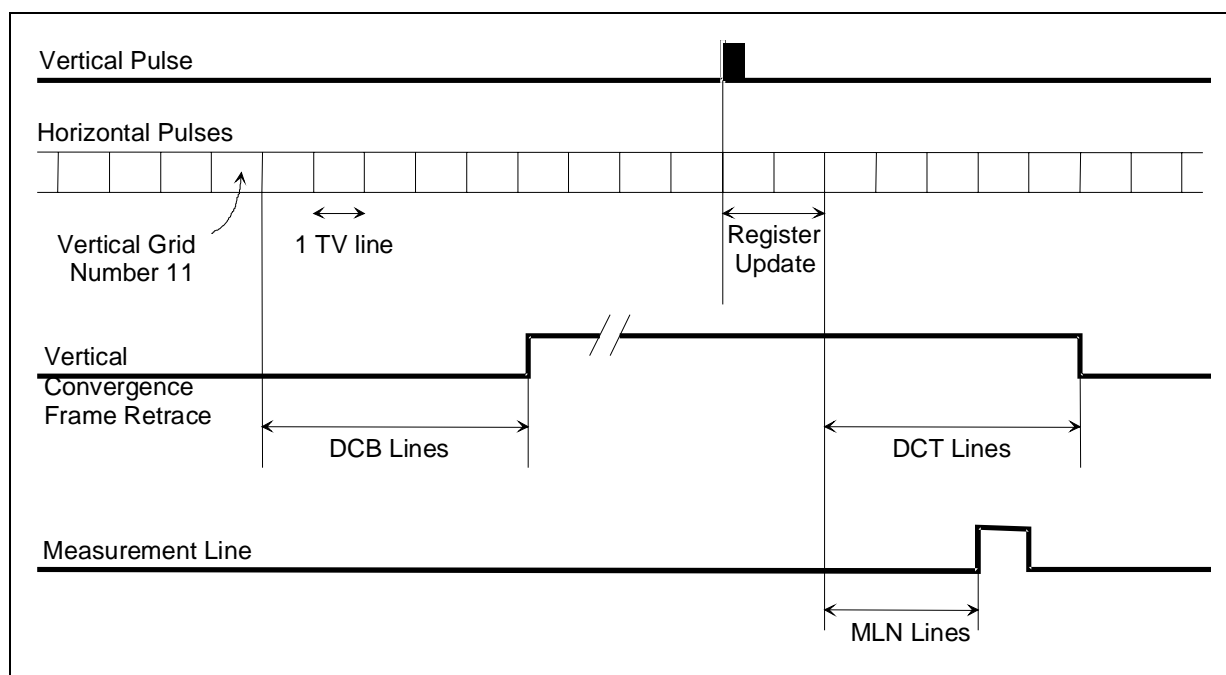 Vertical Pulse
Horizontal Pulses
Vertical Grid
Number 11
1 TV line
Register
Update
Vertical
Convergence
Frame Retrace
DCB Lines
DCT Lines
Measurement Line
MLN Lines